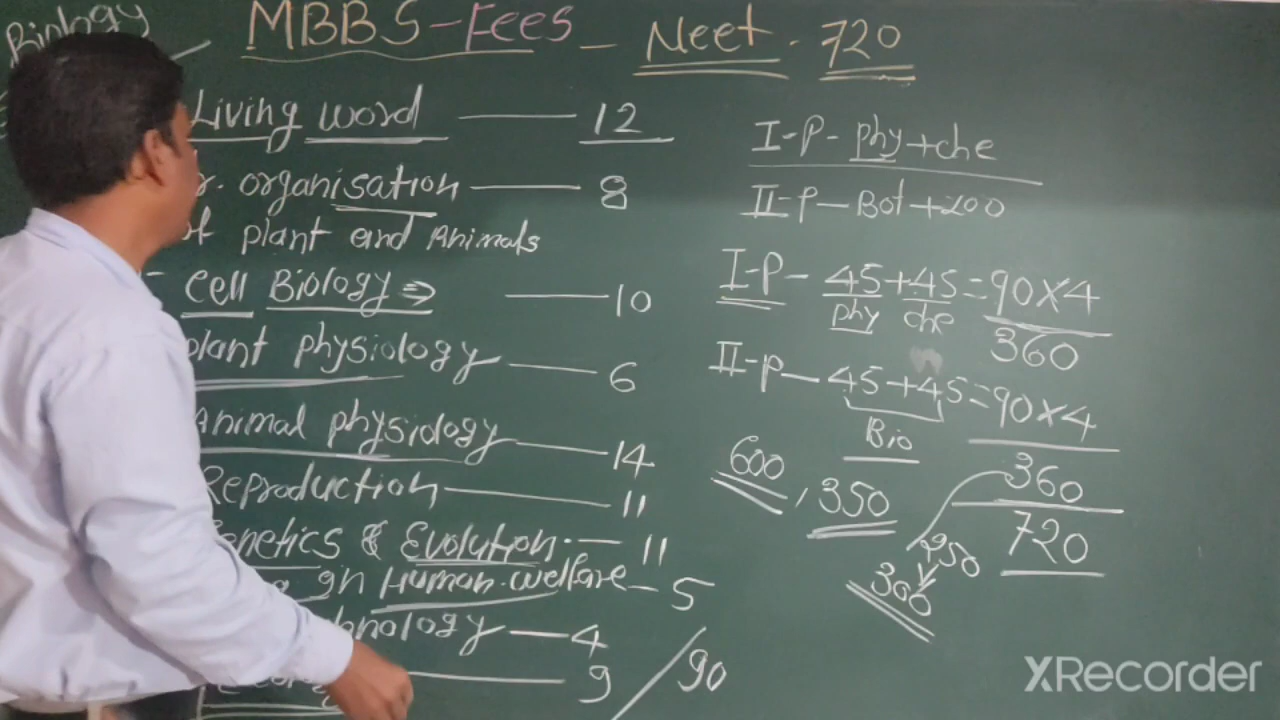 Biology
MBBS - Fees - Neet - 720
Living word — 12
r. organisation — 8
of plant and Animals
Cell Biology ⇒ — 10
plant physiology — 6
Animal physiology — 14
Reproduction — 11
Genetics & Evolution — 11
in Human welfare - 5
hnology — 4
9 / 90
I - P - phy + che
II - P - Bot + zoo
I - P - 45 + 45 = 90 X 4
phy che 360
II - P - 45 + 45 = 90 X 4
Bio
360
720
600, 350
250
300
XRecorder